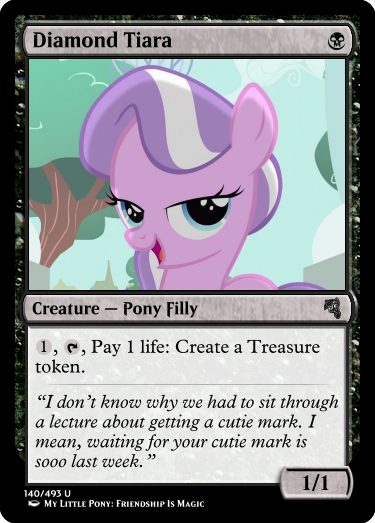 Diamond Tiara
Creature — Pony Filly
1, , Pay 1 life: Create a Treasure
token.
“I don't know why we had to sit through
a lecture about getting a cutie mark. I
mean, waiting for your cutie mark is
sooo last week.”
1/1
140/493 U
My Little Pony: Friendship Is Magic